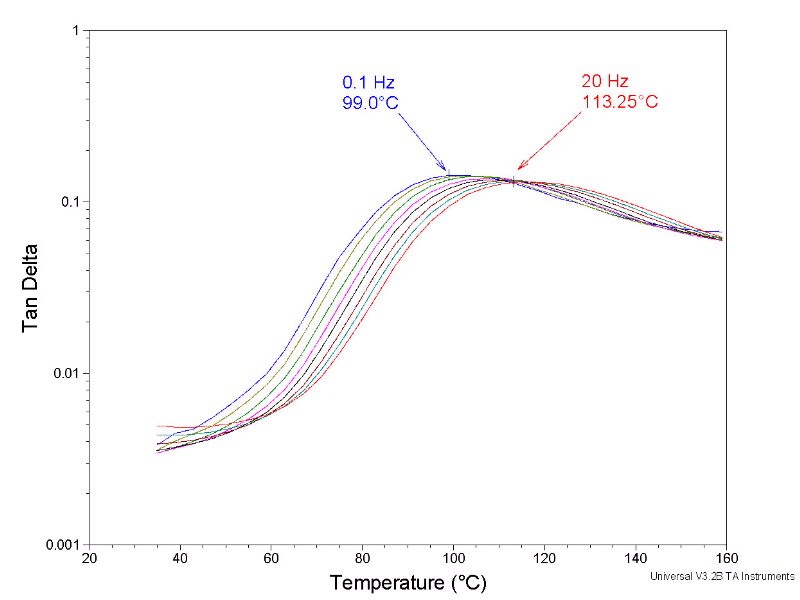 1
0.1 Hz
99.0°C
20 Hz
113.25°C
0.1
Tan Delta
0.01
0.001
20 40 60 80 100 120 140 160
Temperature (°C)
Universal V3.2B TA Instruments